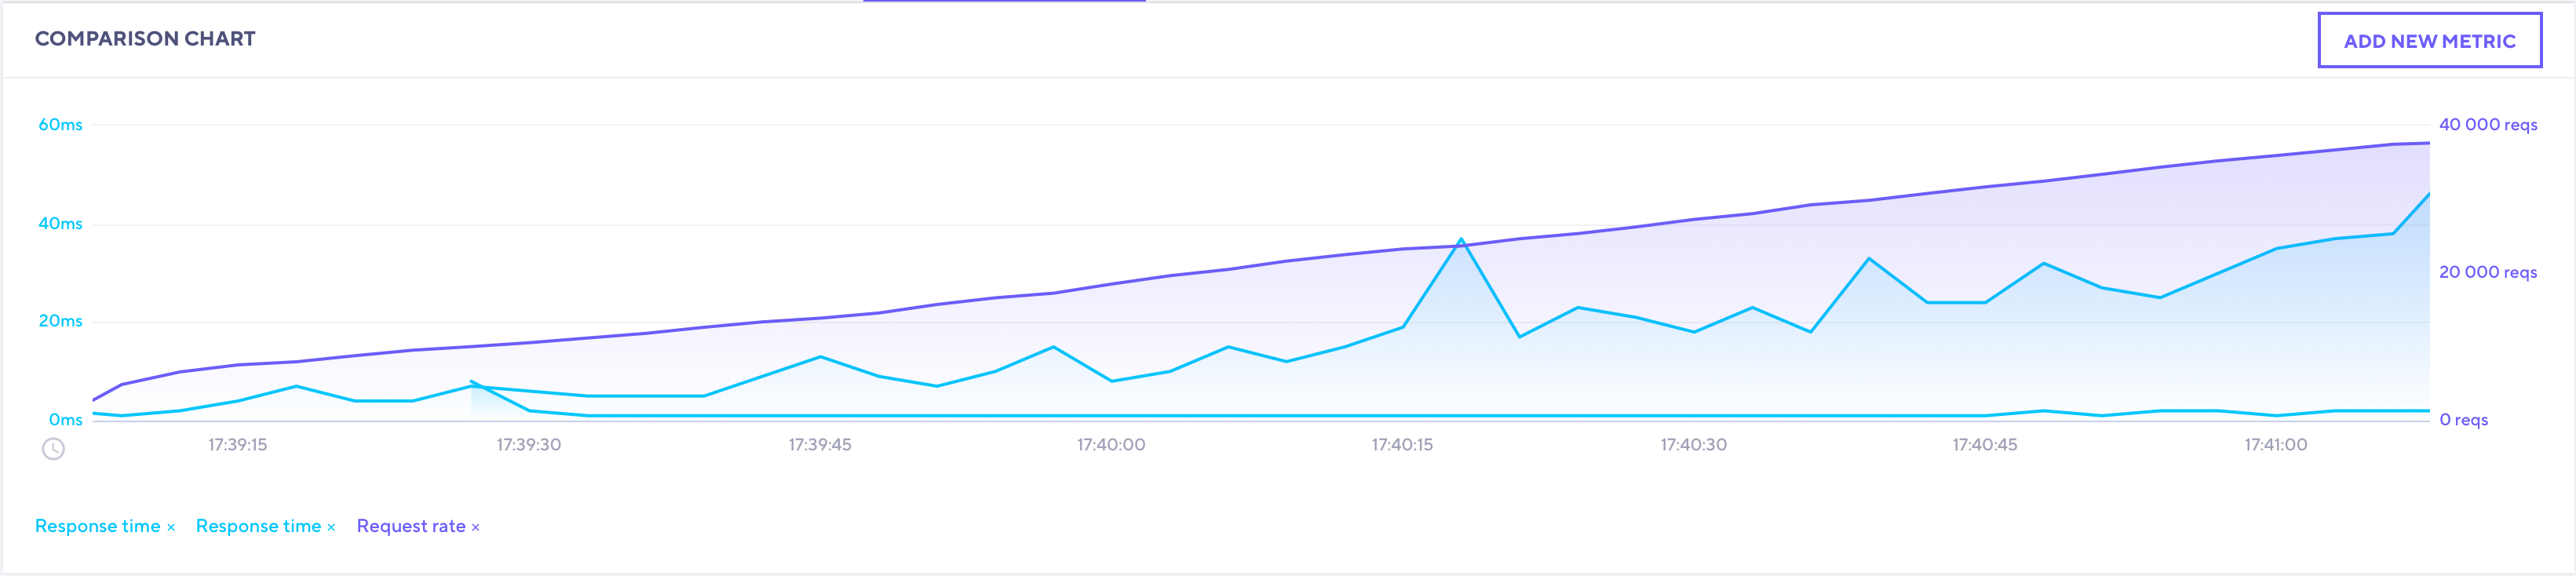 COMPARISON CHART
ADD NEW METRIC
60ms
40 000 reqs
40ms
20 000 reqs
20ms
0ms
0 reqs
17:39:15 17:39:30 17:39:45 17:40:00 17:40:15 17:40:30 17:40:45 17:41:00
Response time × Response time × Request rate ×